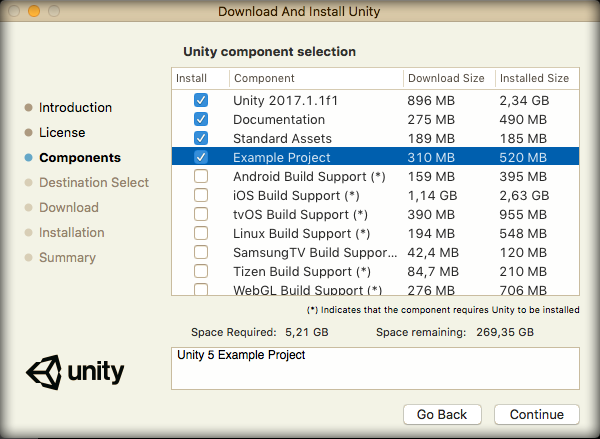 Download And Install Unity
Unity component selection
Install Component Download Size Installed Size
Unity 2017.1.1f1 896 MB 2,34 GB
Documentation 275 MB 490 MB
Standard Assets 189 MB 185 MB
Example Project 310 MB 520 MB
Android Build Support (*) 159 MB 395 MB
iOS Build Support (*) 1,14 GB 2,63 GB
tvOS Build Support (*) 390 MB 955 MB
Linux Build Support (*) 194 MB 548 MB
SamsungTV Build Suppor... 42,4 MB 120 MB
Tizen Build Support (*) 84,7 MB 210 MB
WebGL Build Support (*) 276 MB 706 MB
Introduction
License
Components
Destination Select
Download
Installation
Summary
(*) Indicates that the component requires Unity to be installed
Space Required: 5,21 GB Space remaining: 269,35 GB
Unity 5 Example Project
unity
Go Back Continue